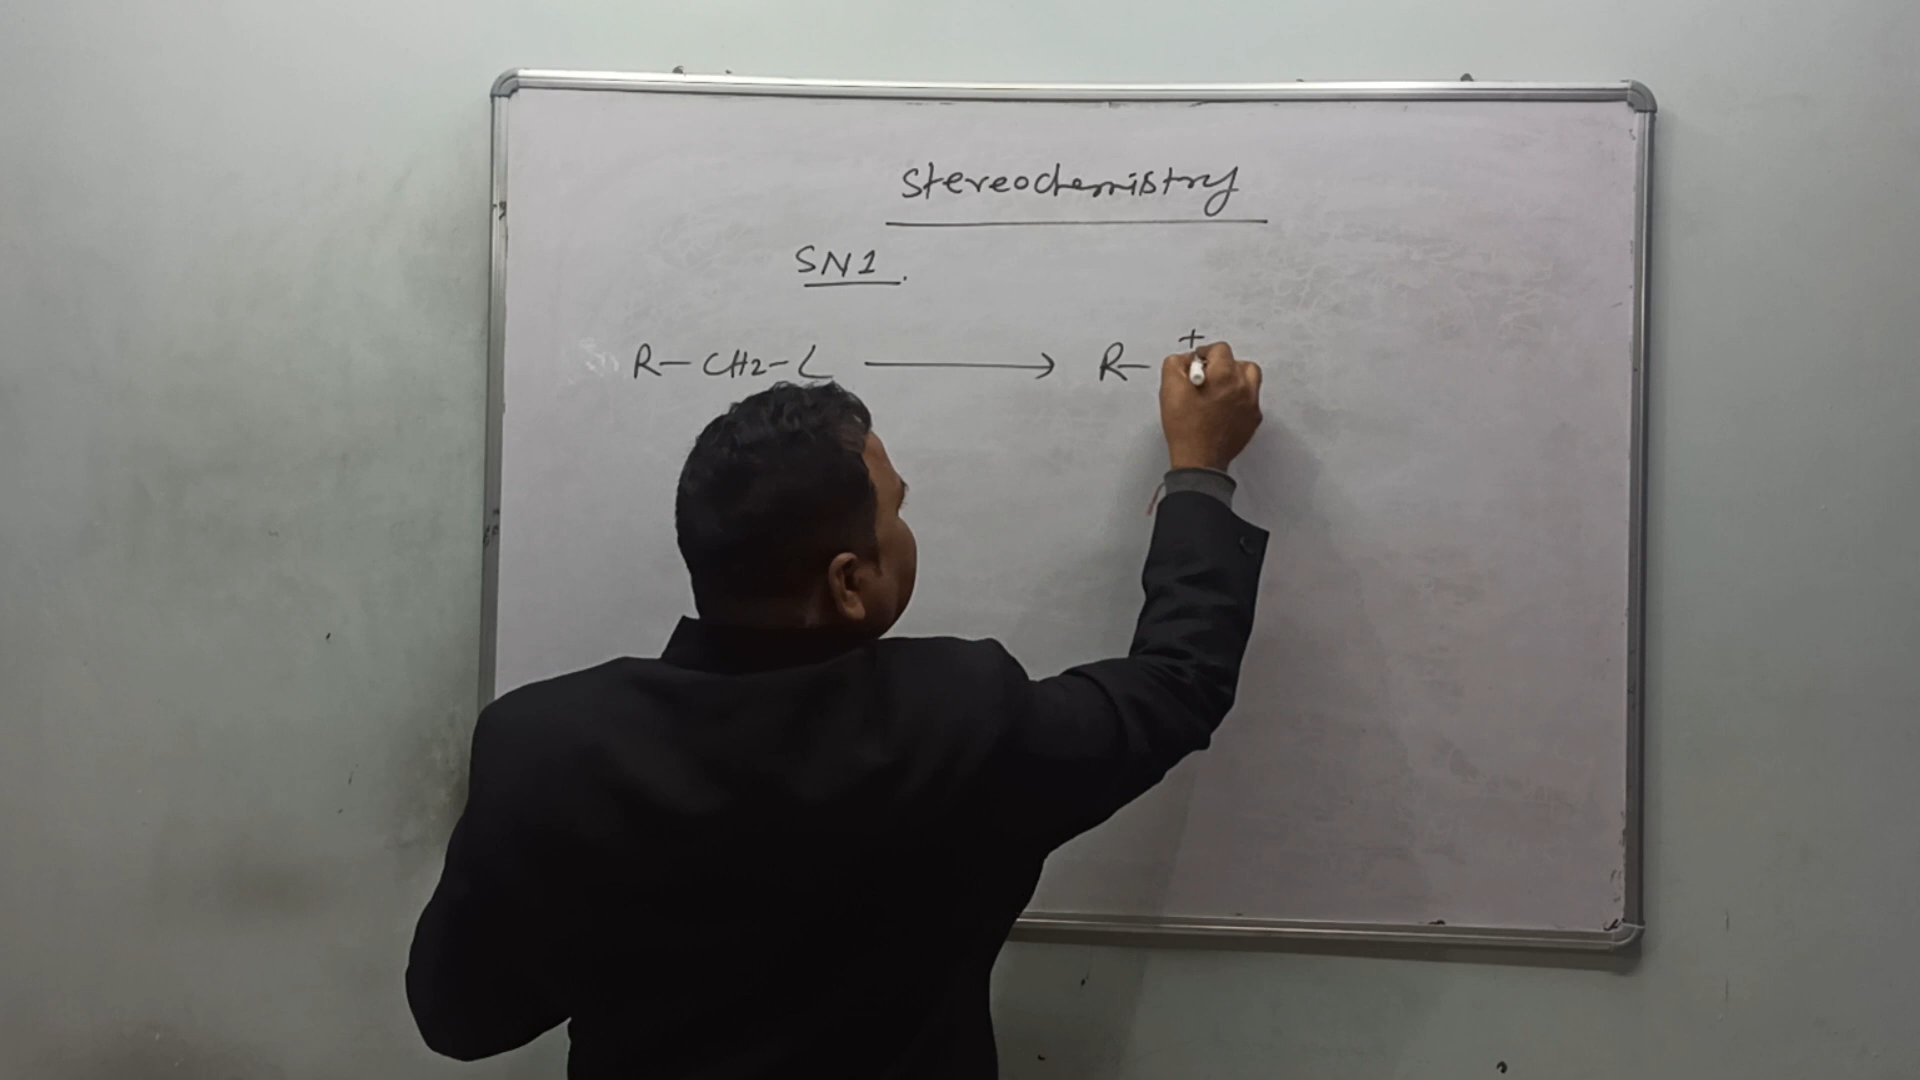 Stereochemistry
SN1.
R-CH2-L ⟶ R- +